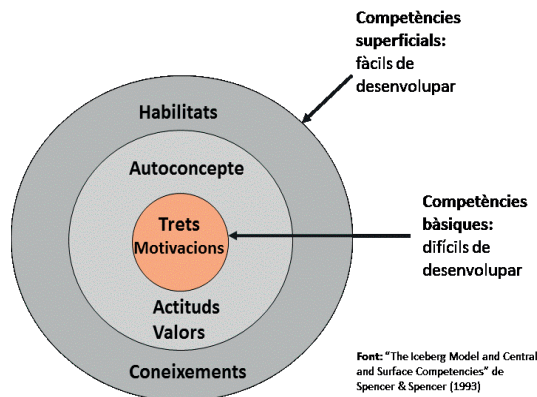 Competències
superficials:
fàcils de
desenvolupar
Habilitats
Autoconcepte
Trets
Motivacions
Competències
bàsiques:
difícils de
desenvolupar
Actituds
Valors
Coneixements
Font: "The Iceberg Model and Central
and Surface Competencies" de
Spencer & Spencer (1993)